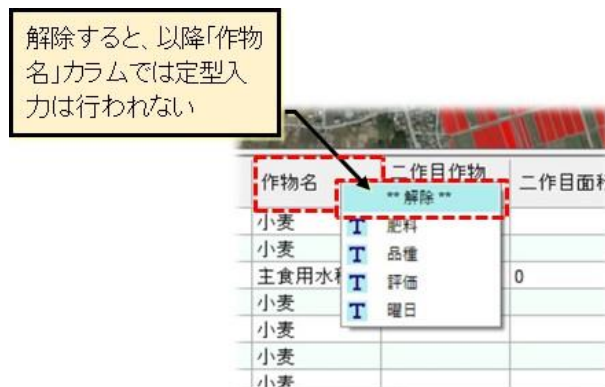 解除すると、以降「作物
名」カラムでは定型入
力は行われない
作物名
二作目作物
二作目面積
** 解除 **
小麦
T 肥料
小麦
T 品種
主食用水稲
T 評価
0
小麦
T 曜日
小麦
小麦
小麦